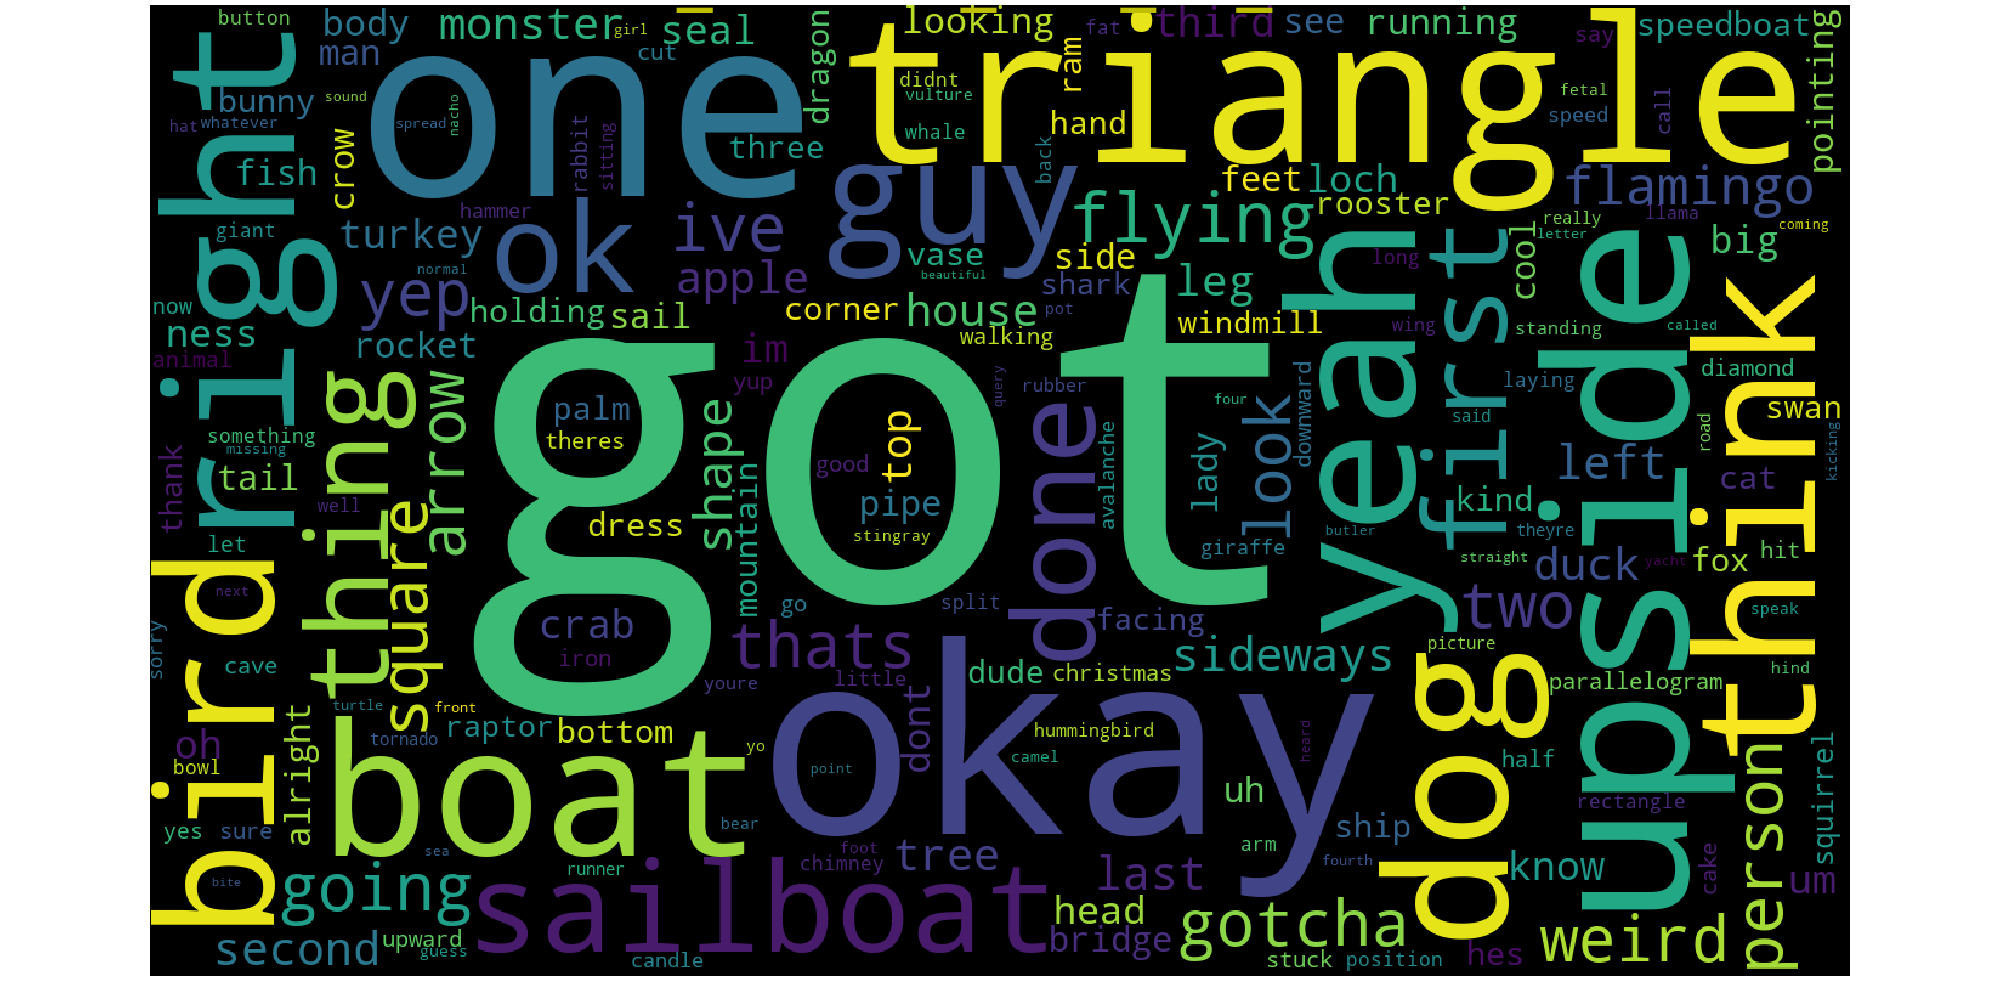 button
body
man
monster
girl
cut
seal
dragon
looking
fat
third
see
running
say
speedboat
pointing
right
one
triangle
didnt
ram
vulture
whale
hand
fetal
speed
call
bunny
sound
hat
whatever
spread
nacho
crow
fish
rabbit
sitting
three
back
guy
feet
loch
flamingo
rooster
giant
turkey
hammer
ok
ive
flying
really
llama
letter
coming
big
cool
normal
yep
apple
vase
beautiful
side
shark
long
leg
yeah
first
upside
think
now
ness
animal
rocket
holding
sail
corner
house
walking
pot
windmill
wing
standing
called
im
yup
got
query
rubber
four
downward
laying
diamond
said
swan
road
kicking
thing
arrow
palm
theres
shape
top
good
done
avalanche
lady
look
left
cat
something
missing
tail
thank
well
square
dress
mountain
pipe
stingray
giraffe
butler
kind
theyre
straight
duck
yacht
fox
hit
let
bird
next
crab
iron
go
split
facing
two
speak
sorry
cave
thats
youre
little
dude
christmas
sideways
dog
picture
parallelogram
hind
turtle
front
oh
bowl
alright
raptor
tornado
bottom
yo
point
dont
okay
hummingbird
camel
heard
half
person
squirrel
boat
bear
uh
rectangle
yes
sure
sea
runner
chimney
foot
tree
arm
ship
fourth
know
cake
um
bite
going
sailboat
last
head
bridge
gotcha
second
upward
guess
candle
stuck
position
hes
weird